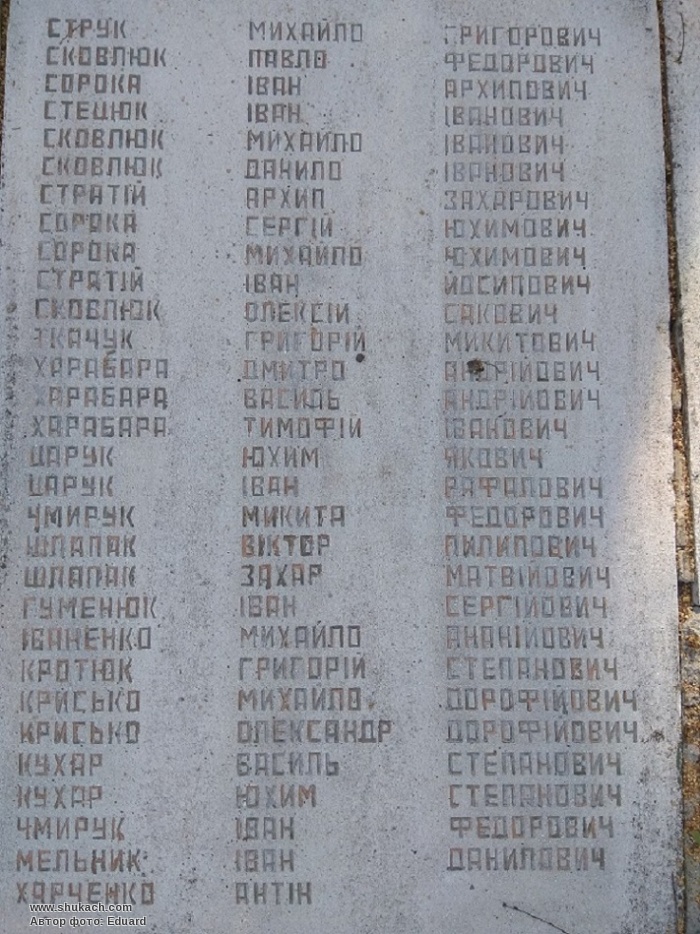 СТРУК МИХАЙЛО ГРИГОРОВИЧ
СКОВЛЮК ПАВЛО ФЕДОРОВИЧ
СОРОКА ІВАН АРХИПОВИЧ
СТЕЦЮК ІВАН ІВАНОВИЧ
СКОВЛЮК МИХАЙЛО ІВАНОВИЧ
СКОВЛЮК ДАНИЛО ІВАНОВИЧ
СТРАТІЙ АРХИП ЗАХАРОВИЧ
СОРОКА СЕРГІЙ ЮХИМОВИЧ
СОРОКА МИХАЙЛО ЮХИМОВИЧ
СТРАТІЙ ІВАН ЙОСИПОВИЧ
СКОВЛЮК ОЛЕКСІЙ САКОВИЧ
ТКАЧУК ГРИГОРІЙ МИКИТОВИЧ
ХАРАБАРА ДМИТРО АНДРІЙОВИЧ
ХАРАБАРА ВАСИЛЬ АНДРІЙОВИЧ
ХАРАБАРА ТИМОФІЙ ІВАНОВИЧ
ЦАРУК ЮХИМ ЯКОВИЧ
ЦАРУК ІВАН РАФАЛОВИЧ
ЧМИРУК МИКИТА ФЕДОРОВИЧ
ШЛАПАК ВІКТОР ПИЛИПОВИЧ
ШЛАПАК ЗАХАР МАТВІЙОВИЧ
ГУМЕНЮК ІВАН СЕРГІЙОВИЧ
ІВАНЕНКО МИХАЙЛО АНАНІЙОВИЧ
КРОТЮК ГРИГОРІЙ СТЕПАНОВИЧ
КРИСЬКО МИХАЙЛО ДОРОФІЙОВИЧ
КРИСЬКО ОЛЕКСАНДР ДОРОФІЙОВИЧ
КУХАР ВАСИЛЬ СТЕПАНОВИЧ
КУХАР ЮХИМ СТЕПАНОВИЧ
ЧМИРУК ІВАН ФЕДОРОВИЧ
МЕЛЬНИК ІВАН ДАНИЛОВИЧ
ХАРЧЕНКО АНТІН
www.shukach.com
Автор фото: Eduard